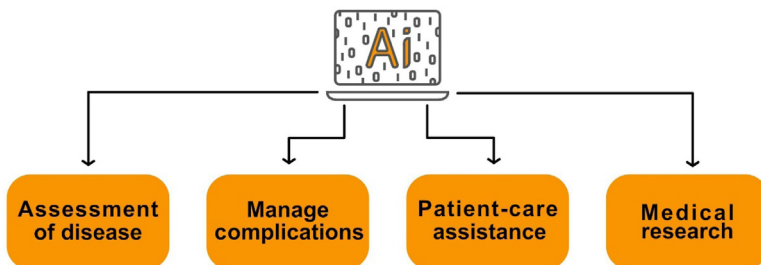 Ai
Assessment
of disease
Manage
complications
Patient-care
assistance
Medical
research